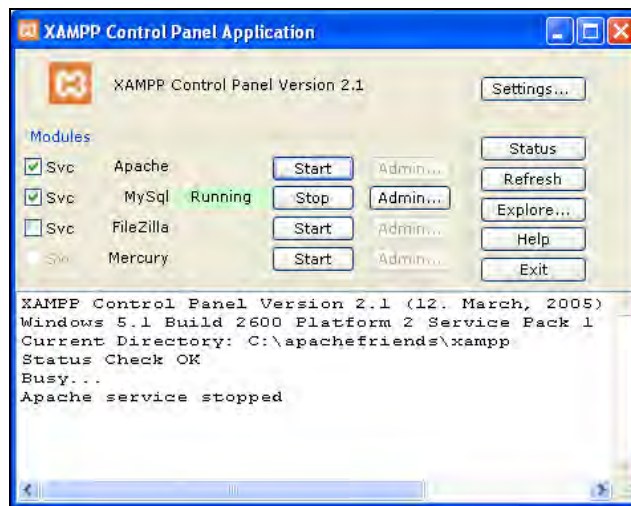 XAMPP Control Panel Application
XAMPP Control Panel Version 2.1
Settings...
Modules
Svc Apache Start Admin...
Svc MySql Running Stop Admin...
Svc FileZilla Start Admin...
Svc Mercury Start Admin...
Status
Refresh
Explore...
Help
Exit
XAMPP Control Panel Version 2.1 (12. March, 2005)
Windows 5.1 Build 2600 Platform 2 Service Pack 1
Current Directory: C:\apachefriends\xampp
Status Check OK
Busy...
Apache service stopped